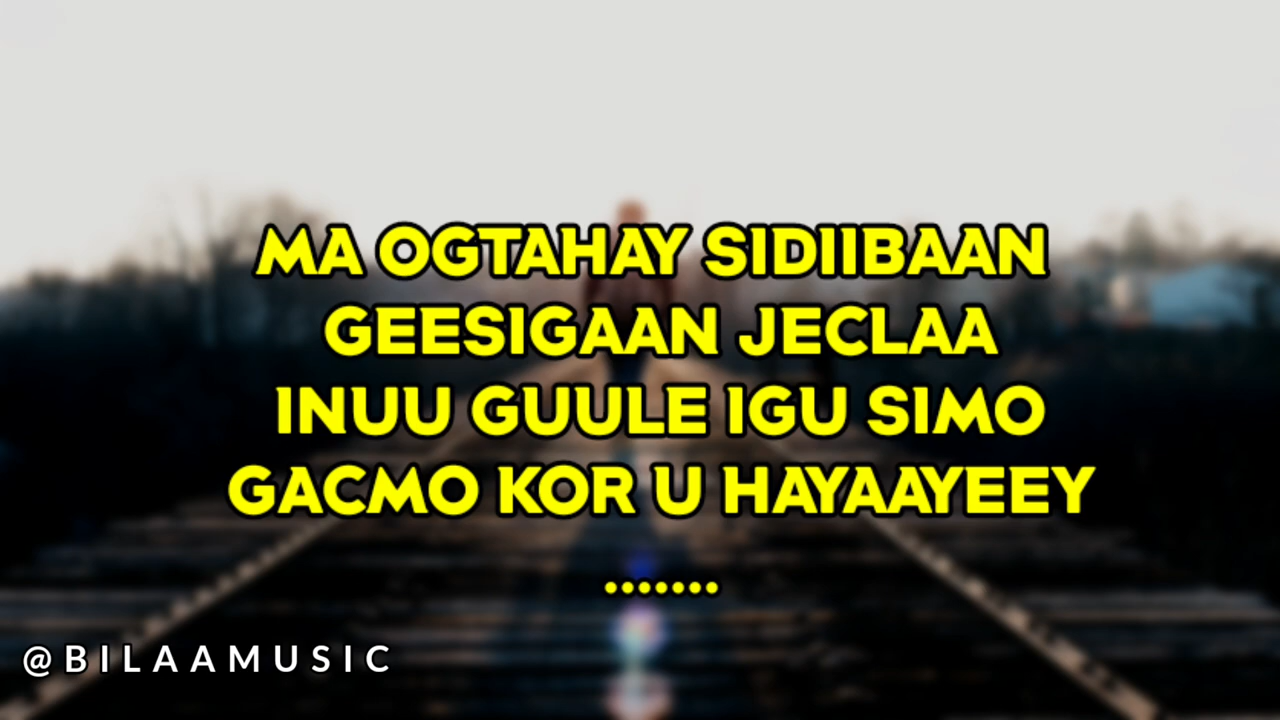 MA OGTAHAY SIDIIBAAN
GEESIGAAN JECLAA
INUU GUULE IGU SIMO
GACMO KOR U HAYAAYEEY
.......
@BILAAMUSIC